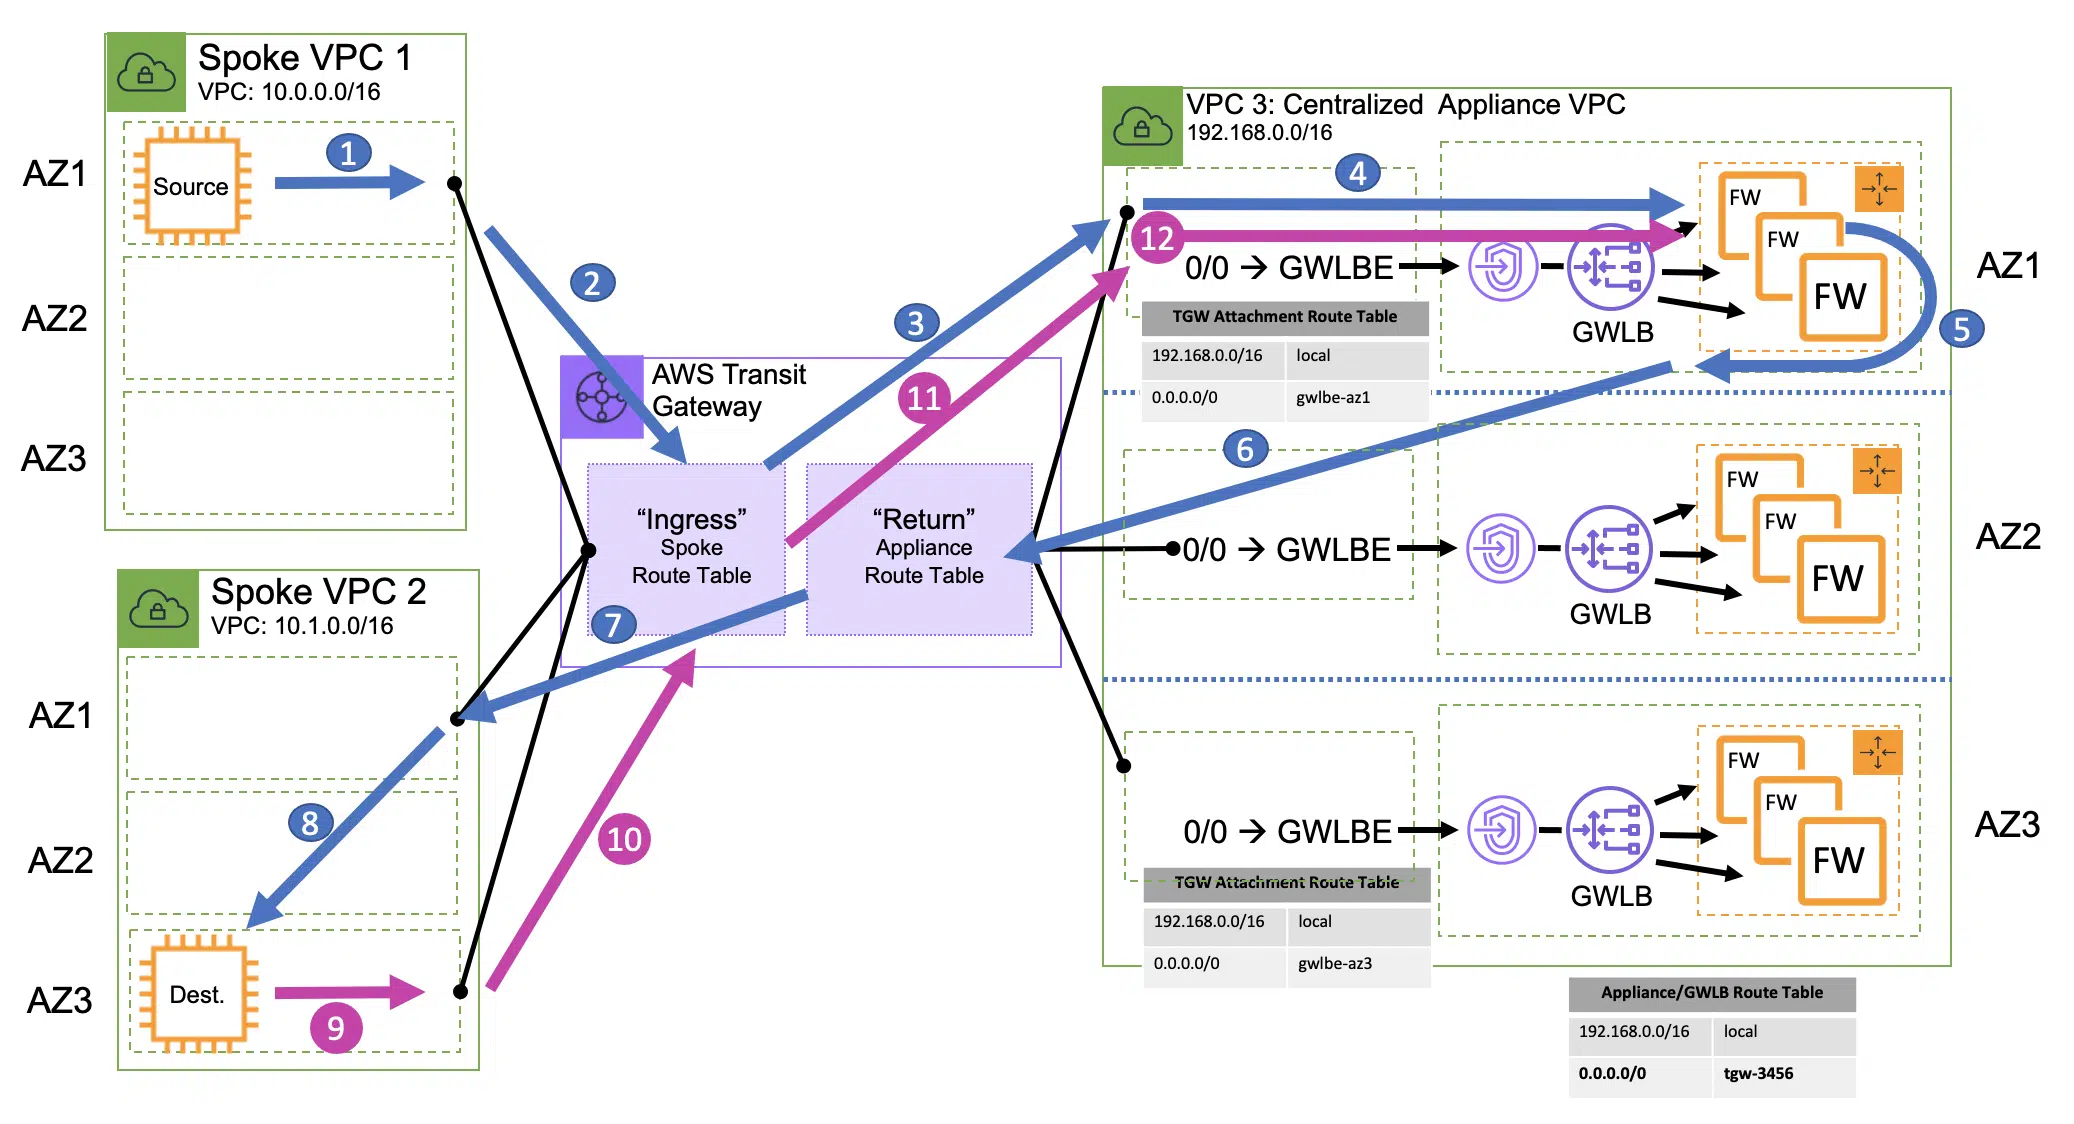 Spoke VPC 1
VPC: 10.0.0.0/16
AZ1
Source
1
AZ2
AZ3
2
3
11
AWS Transit
Gateway
“Ingress”
Spoke
Route Table
“Return”
Appliance
Route Table
7
6
10
Spoke VPC 2
VPC: 10.1.0.0/16
AZ1
8
AZ2
AZ3
Dest.
9
VPC 3: Centralized Appliance VPC
192.168.0.0/16
4
12
0/0 → GWLBE
GWLB
FW
FW
FW
5
AZ1
TGW Attachment Route Table
192.168.0.0/16 local
0.0.0.0/0 gwlbe-az1
0/0 → GWLBE
GWLB
FW
FW
FW
AZ2
0/0 → GWLBE
GWLB
FW
FW
FW
AZ3
TGW Attachment Route Table
192.168.0.0/16 local
0.0.0.0/0 gwlbe-az3
Appliance/GWLB Route Table
192.168.0.0/16 local
0.0.0.0/0 tgw-3456